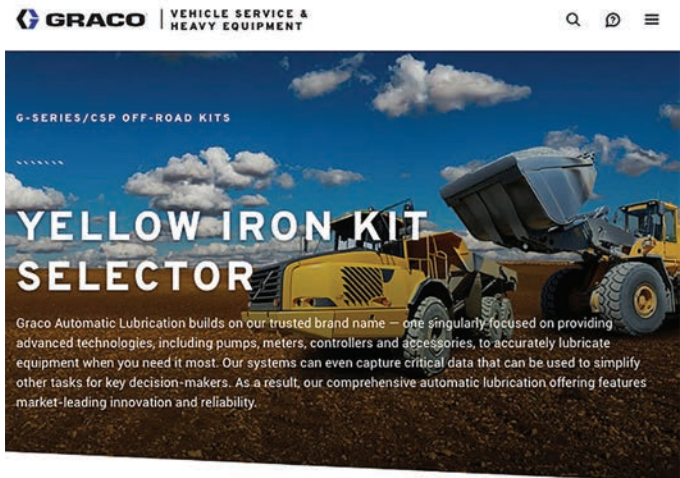 GRACO
VEHICLE SERVICE &
HEAVY EQUIPMENT
G-SERIES/CSP OFF-ROAD KITS
YELLOW IRON KIT
SELECTOR
Graco Automatic Lubrication builds on our trusted brand name — one singularly focused on providing
advanced technologies, including pumps, meters, controllers and accessories, to accurately lubricate
equipment when you need it most. Our systems can even capture critical data that can be used to simplify
other tasks for key decision-makers. As a result, our comprehensive automatic lubrication offering features
market-leading innovation and reliability.